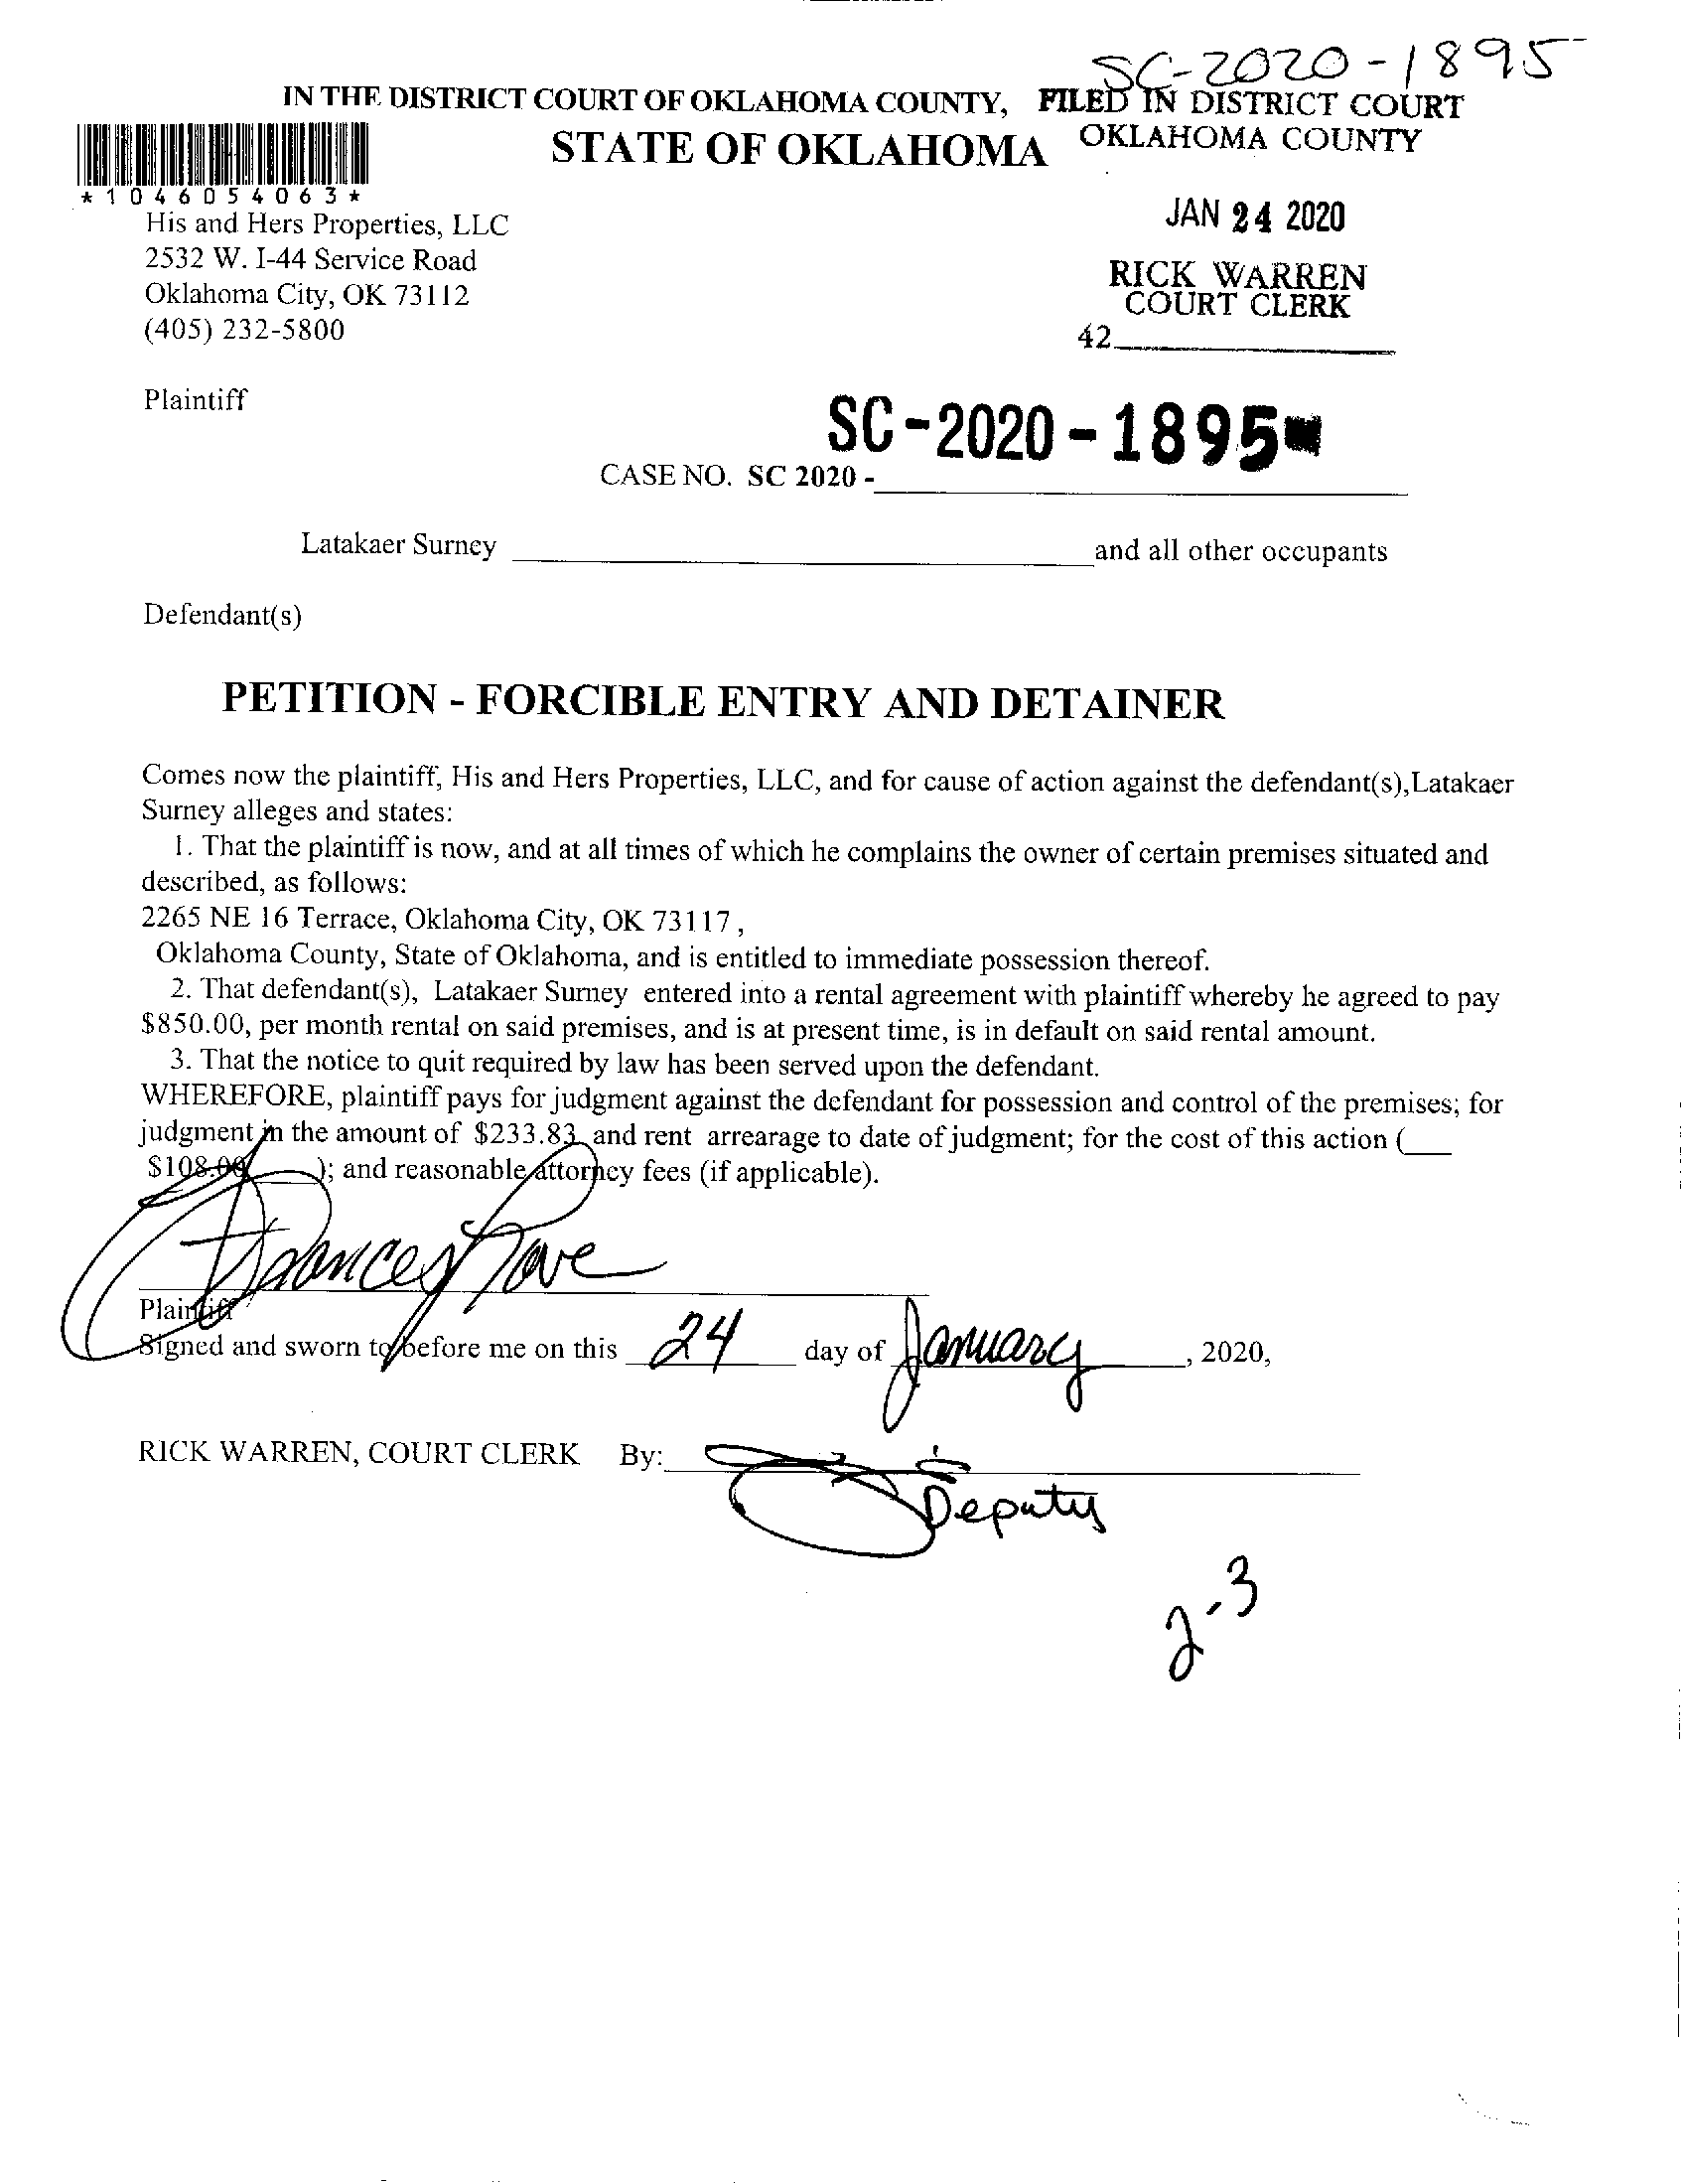 SC-2020-1895
IN THE DISTRICT COURT OF OKLAHOMA COUNTY,
STATE OF OKLAHOMA
FILED IN DISTRICT COURT
OKLAHOMA COUNTY
JAN 24 2020
RICK WARREN
COURT CLERK
42
*1046054063*
His and Hers Properties, LLC
2532 W. I-44 Service Road
Oklahoma City, OK 73112
(405) 232-5800
Plaintiff
SC-2020-1895
CASE NO. SC 2020 -
Latakaer Surney and all other occupants
Defendant(s)
PETITION - FORCIBLE ENTRY AND DETAINER
Comes now the plaintiff, His and Hers Properties, LLC, and for cause of action against the defendant(s),Latakaer
Surney alleges and states:
1. That the plaintiff is now, and at all times of which he complains the owner of certain premises situated and
described, as follows:
2265 NE 16 Terrace, Oklahoma City, OK 73117 ,
Oklahoma County, State of Oklahoma, and is entitled to immediate possession thereof.
2. That defendant(s), Latakaer Surney entered into a rental agreement with plaintiff whereby he agreed to pay
$850.00, per month rental on said premises, and is at present time, is in default on said rental amount.
3. That the notice to quit required by law has been served upon the defendant.
WHEREFORE, plaintiff pays for judgment against the defendant for possession and control of the premises; for
judgment in the amount of $233.83 and rent arrearage to date of judgment; for the cost of this action (___
$108.00____); and reasonable attorney fees (if applicable).
Plaintiff
Signed and sworn to before me on this 24 day of January, 2020,
RICK WARREN, COURT CLERK By:
Deputy
2-3